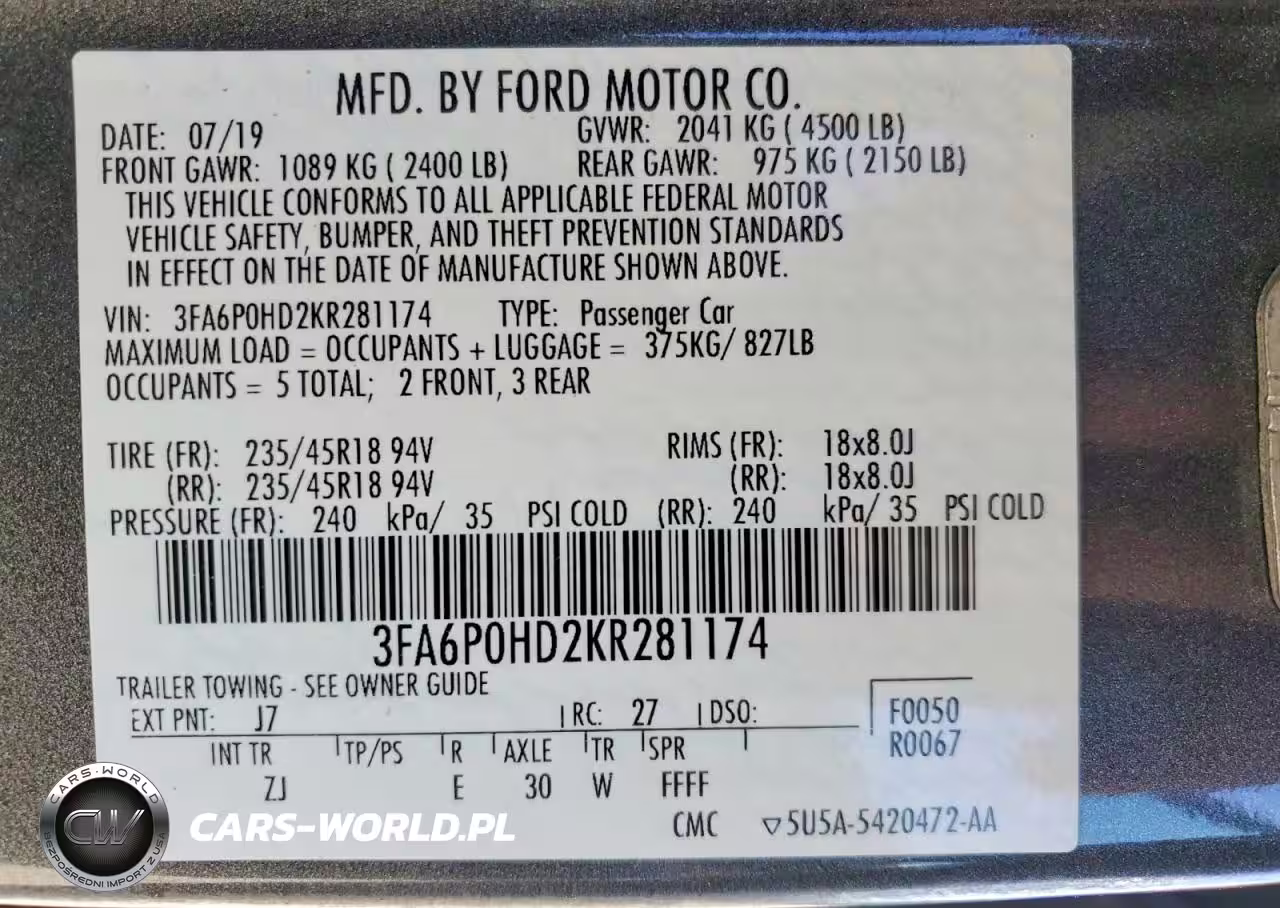 MFD. BY FORD MOTOR CO.
DATE: 07/19 GVWR: 2041 KG ( 4500 LB)
FRONT GAWR: 1089 KG ( 2400 LB) REAR GAWR: 975 KG ( 2150 LB)
THIS VEHICLE CONFORMS TO ALL APPLICABLE FEDERAL MOTOR
VEHICLE SAFETY, BUMPER, AND THEFT PREVENTION STANDARDS
IN EFFECT ON THE DATE OF MANUFACTURE SHOWN ABOVE.
VIN: 3FA6P0HD2KR281174 TYPE: Passenger Car
MAXIMUM LOAD = OCCUPANTS + LUGGAGE = 375KG/ 827LB
OCCUPANTS = 5 TOTAL; 2 FRONT, 3 REAR
TIRE (FR): 235/45R18 94V RIMS (FR): 18x8.0J
(RR): 235/45R18 94V (RR): 18x8.0J
PRESSURE (FR): 240 kPa/ 35 PSI COLD (RR): 240 kPa/ 35 PSI COLD
3FA6P0HD2KR281174
TRAILER TOWING - SEE OWNER GUIDE
EXT PNT: J7 RC: 27 DSO: F0050
INT TR TP/PS R AXLE TR SPR R0067
ZJ E 30 W FFFF
CMC ▽5U5A-5420472-AA
CARS-WORLD
CW
BEZPOŚREDNI IMPORT Z USA
CARS-WORLD.PL